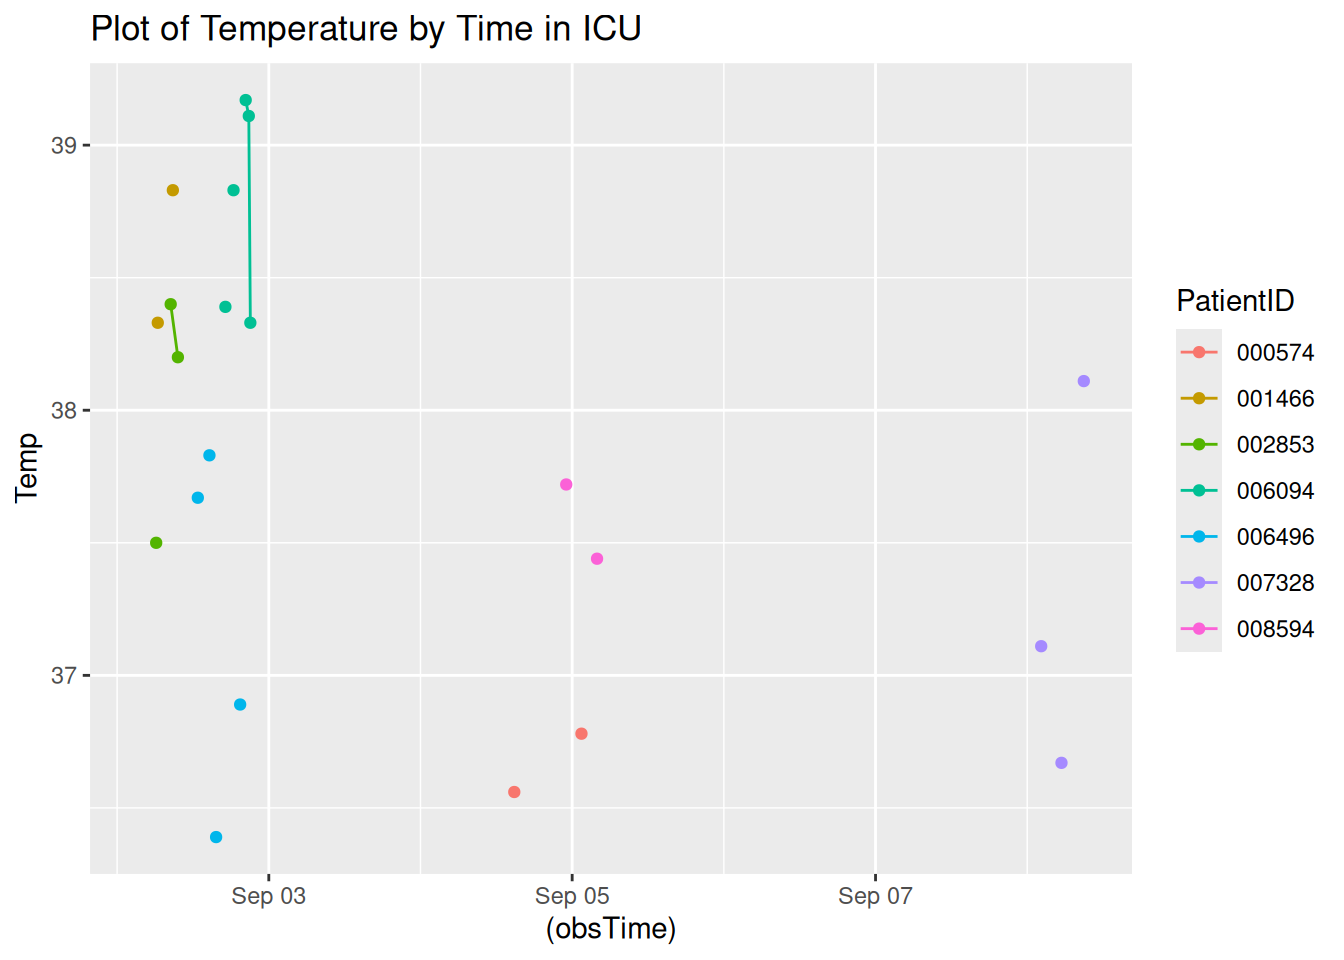 Plot of Temperature by Time in ICU
39
38
37
Temp
Sep 03
Sep 05
Sep 07
(obsTime)
PatientID
000574
001466
002853
006094
006496
007328
008594